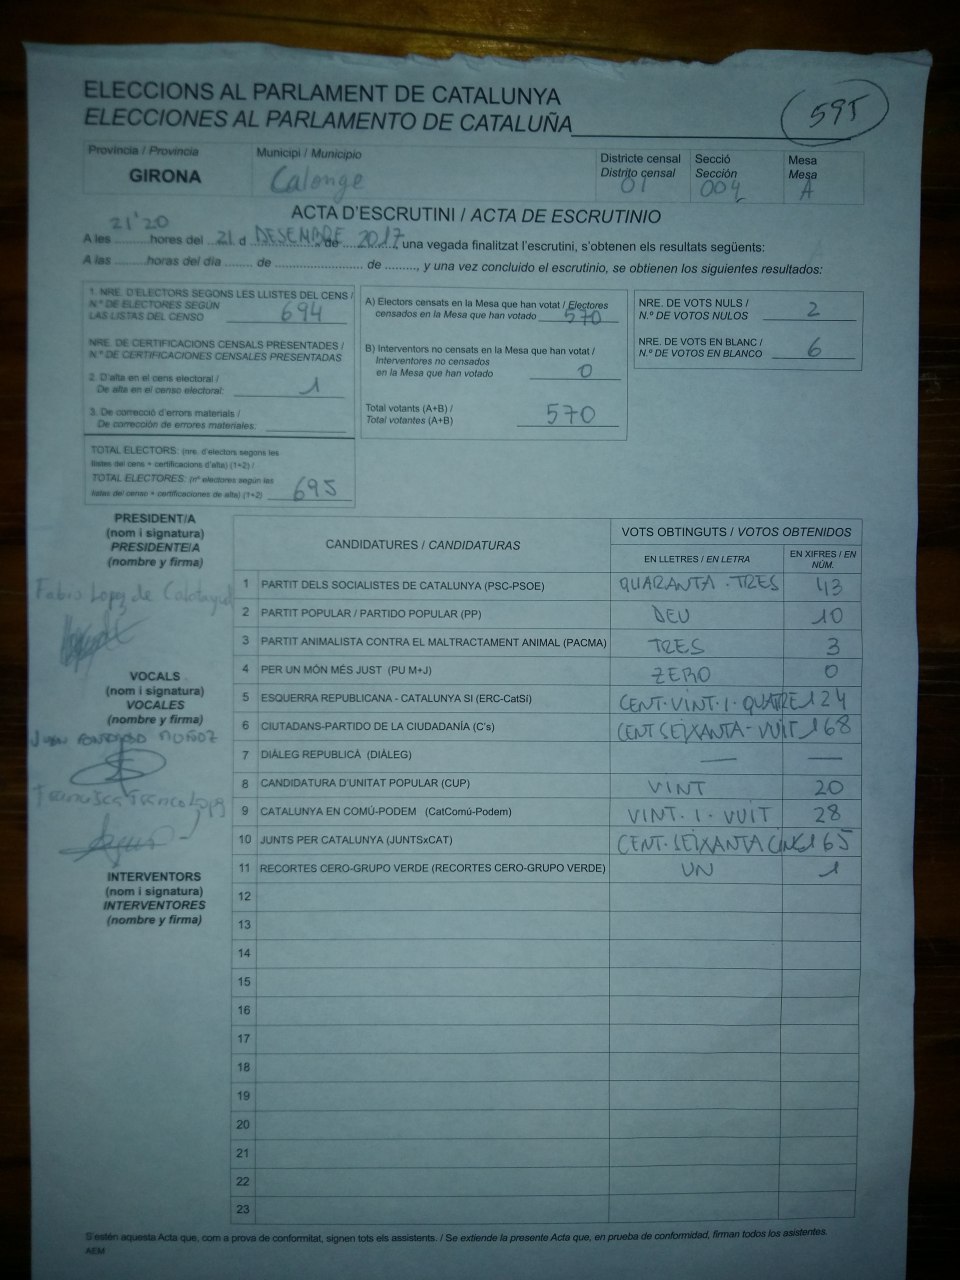 ELECCIONS AL PARLAMENT DE CATALUNYA
ELECCIONES AL PARLAMENTO DE CATALUÑA
595
Província / Provincia
GIRONA
Municipi / Municipio
Calonge
Districte censal
Distrito censal
01
Secció
Sección
004
Mesa
Mesa
A
ACTA D'ESCRUTINI / ACTA DE ESCRUTINIO
A les 21'20 hores del 21 d DESEMBRE de 2017, una vegada finalitzat l'escrutini, s'obtenen els resultats següents:
A las .......... horas del día ........ de ........................ de ........, y una vez concluido el escrutinio, se obtienen los siguientes resultados:
1. NRE. D'ELECTORS SEGONS LES LLISTES DEL CENS /
N.º DE ELECTORES SEGÚN
LAS LISTAS DEL CENSO 694
NRE. DE CERTIFICACIONS CENSALS PRESENTADES /
N.º DE CERTIFICACIONES CENSALES PRESENTADAS
2. D'alta en el cens electoral /
De alta en el censo electoral: 1
3. De correcció d'errors materials /
De corrección de errores materiales:
TOTAL ELECTORS: (nre. d'electors segons les
llistes del cens + certificacions d'alta) (1+2) /
TOTAL ELECTORES: (nº electores según las
listas del censo + certificaciones de alta) (1+2) 695
A) Electors censats en la Mesa que han votat / Electores
censados en la Mesa que han votado 570
B) Interventors no censats en la Mesa que han votat /
Interventores no censados
en la Mesa que han votado 0
Total votants (A+B) /
Total votantes (A+B) 570
NRE. DE VOTS NULS /
N.º DE VOTOS NULOS 2
NRE. DE VOTS EN BLANC /
N.º DE VOTOS EN BLANCO 6
PRESIDENT/A
(nom i signatura)
PRESIDENTE/A
(nombre y firma)
Fabio Lopez de
VOCALS
(nom i signatura)
VOCALES
(nombre y firma)
JUAN MUÑOZ
Francisca Franco
INTERVENTORS
(nom i signatura)
INTERVENTORES
(nombre y firma)
CANDIDATURES / CANDIDATURAS
VOTS OBTINGUTS / VOTOS OBTENIDOS
EN LLETRES / EN LETRA
EN XIFRES / EN NÚM.
1 PARTIT DELS SOCIALISTES DE CATALUNYA (PSC-PSOE) QUARANTA·TRES 43
2 PARTIT POPULAR / PARTIDO POPULAR (PP) DEU 10
3 PARTIT ANIMALISTA CONTRA EL MALTRACTAMENT ANIMAL (PACMA) TRES 3
4 PER UN MÓN MÉS JUST (PU M+J) ZERO 0
5 ESQUERRA REPUBLICANA - CATALUNYA SI (ERC-CatSí) CENT·VINT·I·QUATRE 124
6 CIUTADANS-PARTIDO DE LA CIUDADANÍA (C's) CENT SEIXANTA-VUIT 168
7 DIÀLEG REPUBLICÀ (DIÀLEG) — —
8 CANDIDATURA D'UNITAT POPULAR (CUP) VINT 20
9 CATALUNYA EN COMÚ-PODEM (CatComú-Podem) VINT·I·VUIT 28
10 JUNTS PER CATALUNYA (JUNTSxCAT) CENT·SEIXANTA CINC 165
11 RECORTES CERO-GRUPO VERDE (RECORTES CERO-GRUPO VERDE) UN 1
12
13
14
15
16
17
18
19
20
21
22
23
S'estén aquesta Acta que, com a prova de conformitat, signen tots els assistents. / Se extiende la presente Acta que, en prueba de conformidad, firman todos los asistentes.
AEM